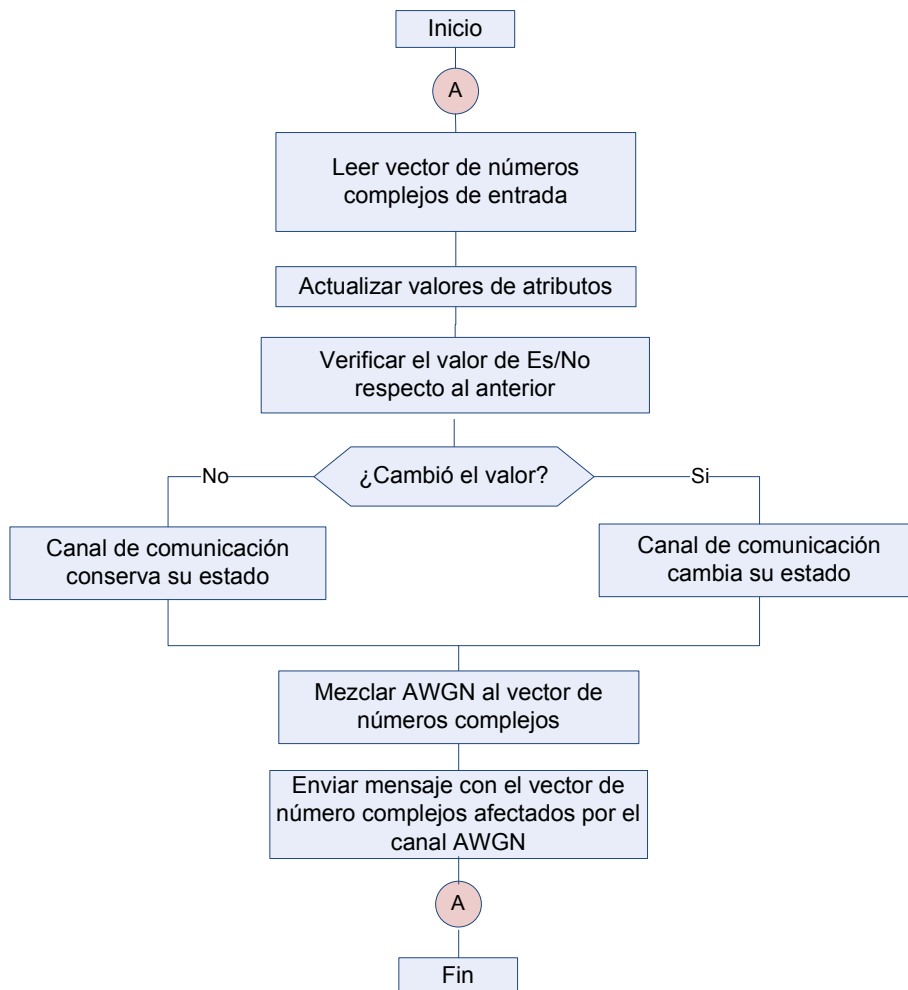 Inicio
A
Leer vector de números
complejos de entrada
Actualizar valores de atributos
Verificar el valor de Es/No
respecto al anterior
¿Cambió el valor?
No
Si
Canal de comunicación
conserva su estado
Canal de comunicación
cambia su estado
Mezclar AWGN al vector de
números complejos
Enviar mensaje con el vector de
número complejos afectados por el
canal AWGN
A
Fin